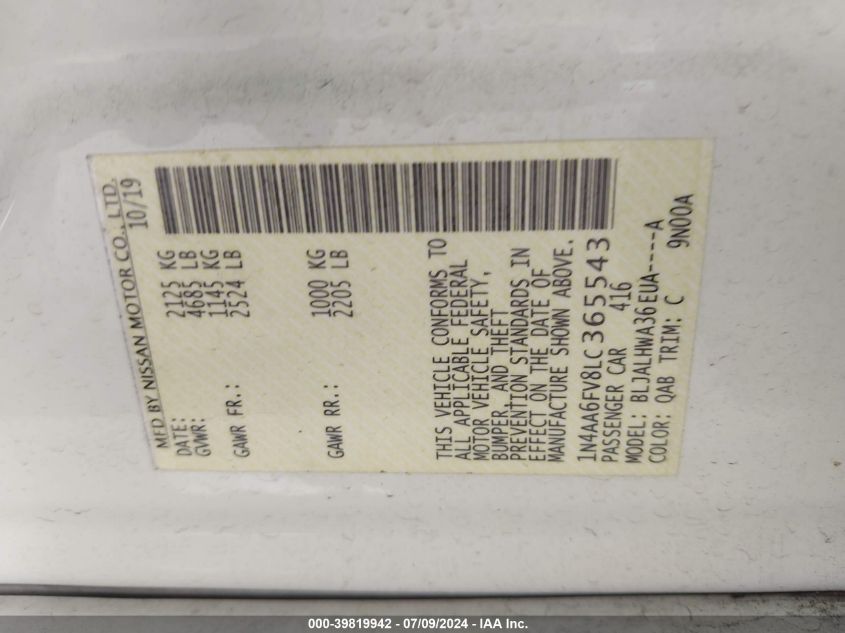 MFD BY NISSAN MOTOR CO., LTD.
DATE: 10/19
GVWR: 2125 KG
4685 LB
GAWR FR.: 1145 KG
2524 LB
GAWR RR.: 1000 KG
2205 LB
THIS VEHICLE CONFORMS TO
ALL APPLICABLE FEDERAL
MOTOR VEHICLE SAFETY,
BUMPER, AND THEFT
PREVENTION STANDARDS IN
EFFECT ON THE DATE OF
MANUFACTURE SHOWN ABOVE.
1N4AA6FV8LC365543
PASSENGER CAR 416
MODEL: BLJALHWA36EUA----A
COLOR: QAB TRIM: C 9N00A
000-39819942 - 07/09/2024 - IAA Inc.